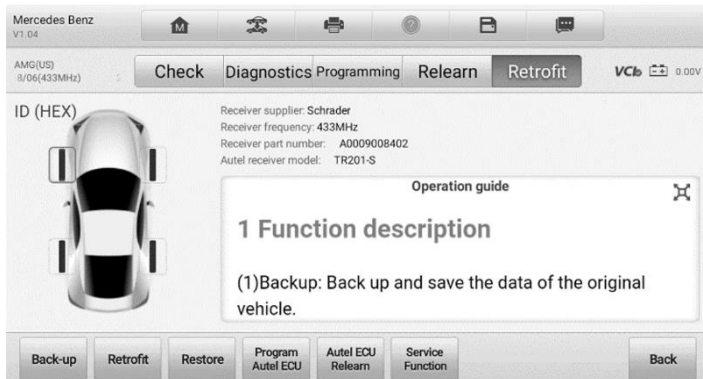 Mercedes Benz
V1.04
M
?
AMG(US)
8/06(433MHz)
Check
Diagnostics
Programming
Relearn
Retrofit
VCI
0.00V
ID (HEX)
Receiver supplier: Schrader
Receiver frequency: 433MHz
Receiver part number: A0009008402
Autel receiver model: TR201-S
Operation guide
1 Function description
(1)Backup: Back up and save the data of the original
vehicle.
Back-up
Retrofit
Restore
Program
Autel ECU
Autel ECU
Relearn
Service
Function
Back